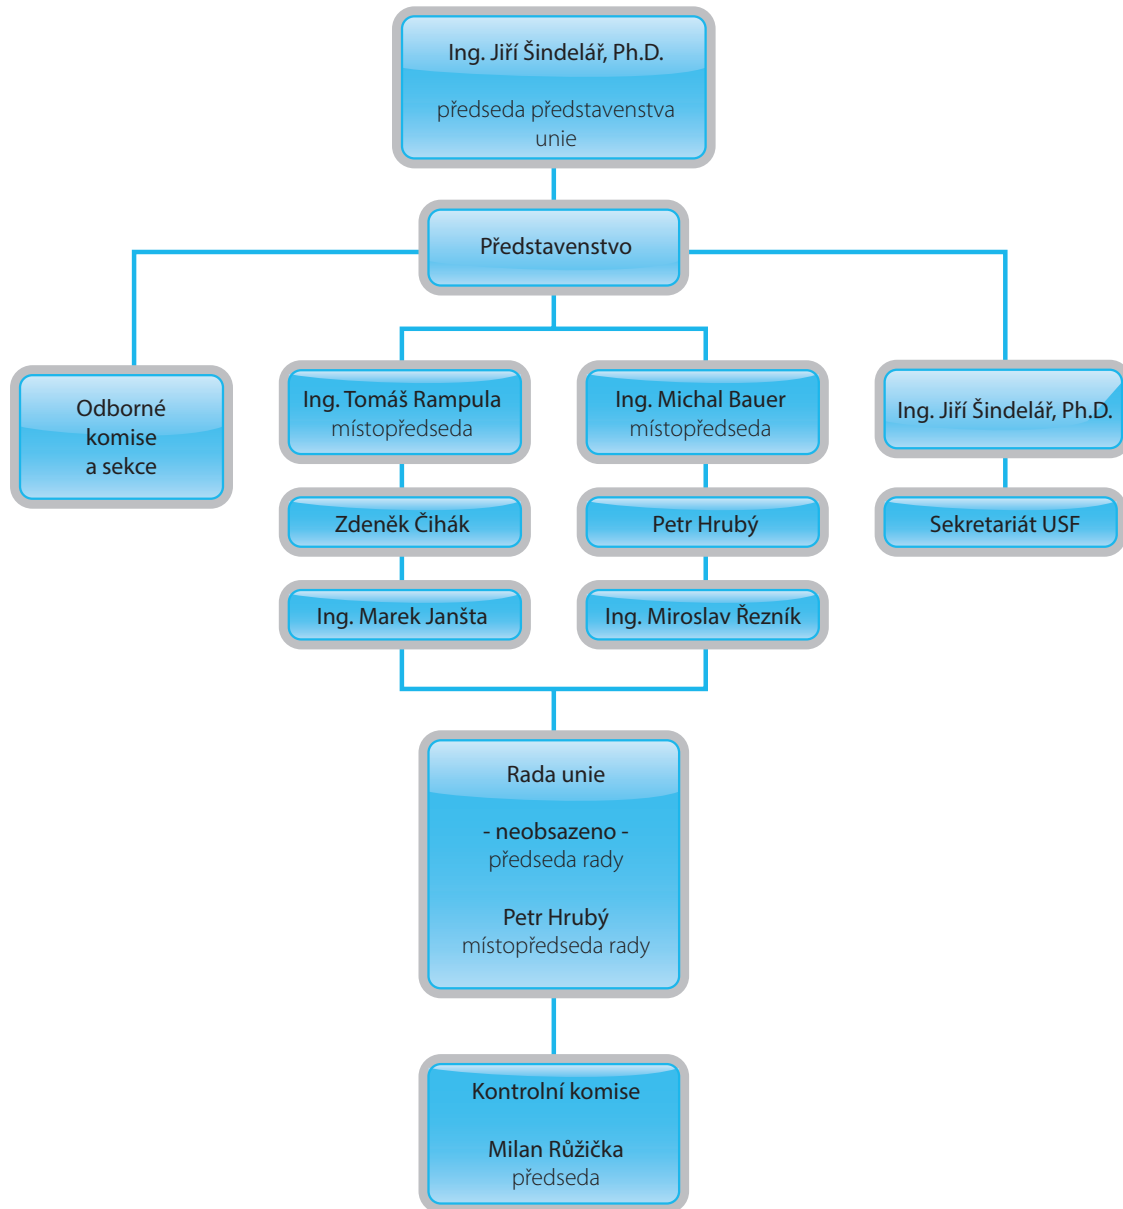 Ing. Jiří Šindelář, Ph.D.
předseda představenstva
unie
Představenstvo
Odborné
komise
a sekce
Ing. Tomáš Rampula
místopředseda
Zdeněk Čihák
Ing. Marek Janšta
Ing. Michal Bauer
místopředseda
Petr Hrubý
Ing. Miroslav Řezník
Ing. Jiří Šindelář, Ph.D.
Sekretariát USF
Rada unie
- neobsazeno -
předseda rady
Petr Hrubý
místopředseda rady
Kontrolní komise
Milan Růžička
předseda